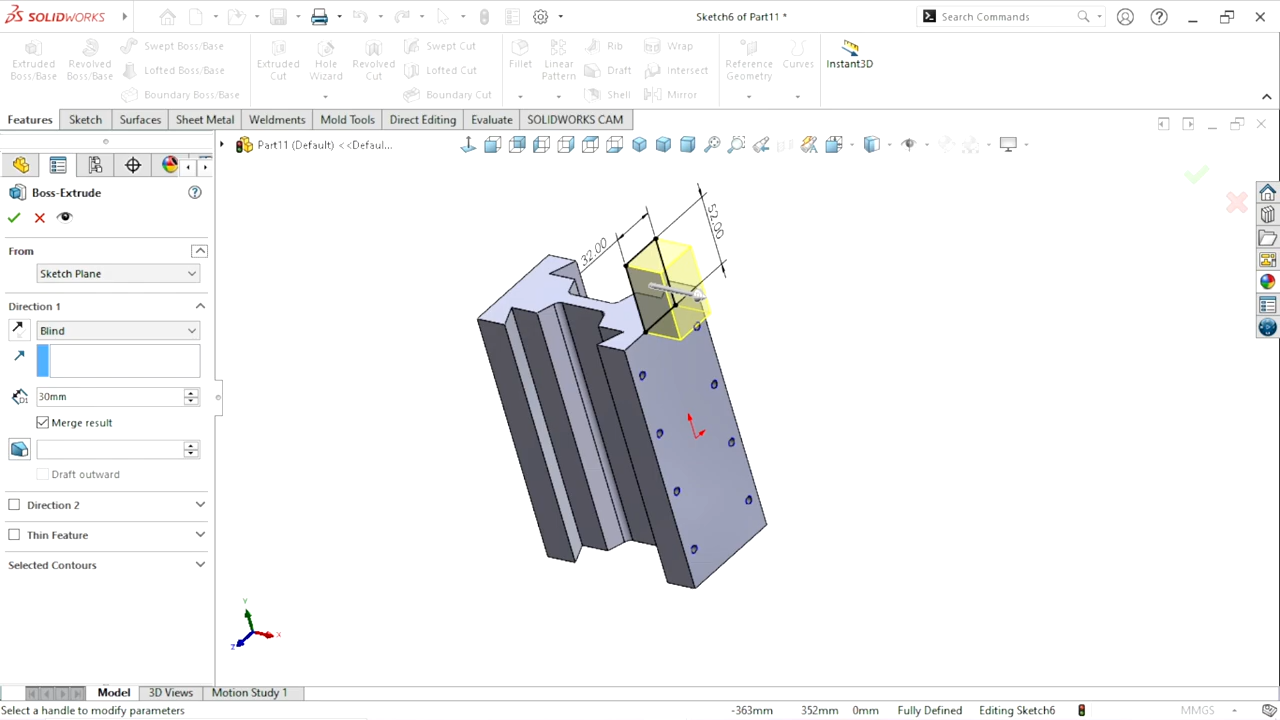 SOLIDWORKS
Sketch6 of Part11 *
Search Commands
Extruded Boss/Base
Revolved Boss/Base
Swept Boss/Base
Lofted Boss/Base
Boundary Boss/Base
Extruded Cut
Hole Wizard
Revolved Cut
Swept Cut
Lofted Cut
Boundary Cut
Fillet
Linear Pattern
Rib
Draft
Shell
Wrap
Intersect
Mirror
Reference Geometry
Curves
Instant3D
Features
Sketch
Surfaces
Sheet Metal
Weldments
Mold Tools
Direct Editing
Evaluate
SOLIDWORKS CAM
Part11 (Default) <<Defaul...
Boss-Extrude
From
Sketch Plane
Direction 1
Blind
30mm
Merge result
Draft outward
Direction 2
Thin Feature
Selected Contours
32.00
52.00
Y
X
Z
Model
3D Views
Motion Study 1
Select a handle to modify parameters
-363mm
352mm
0mm
Fully Defined
Editing Sketch6
MMGS